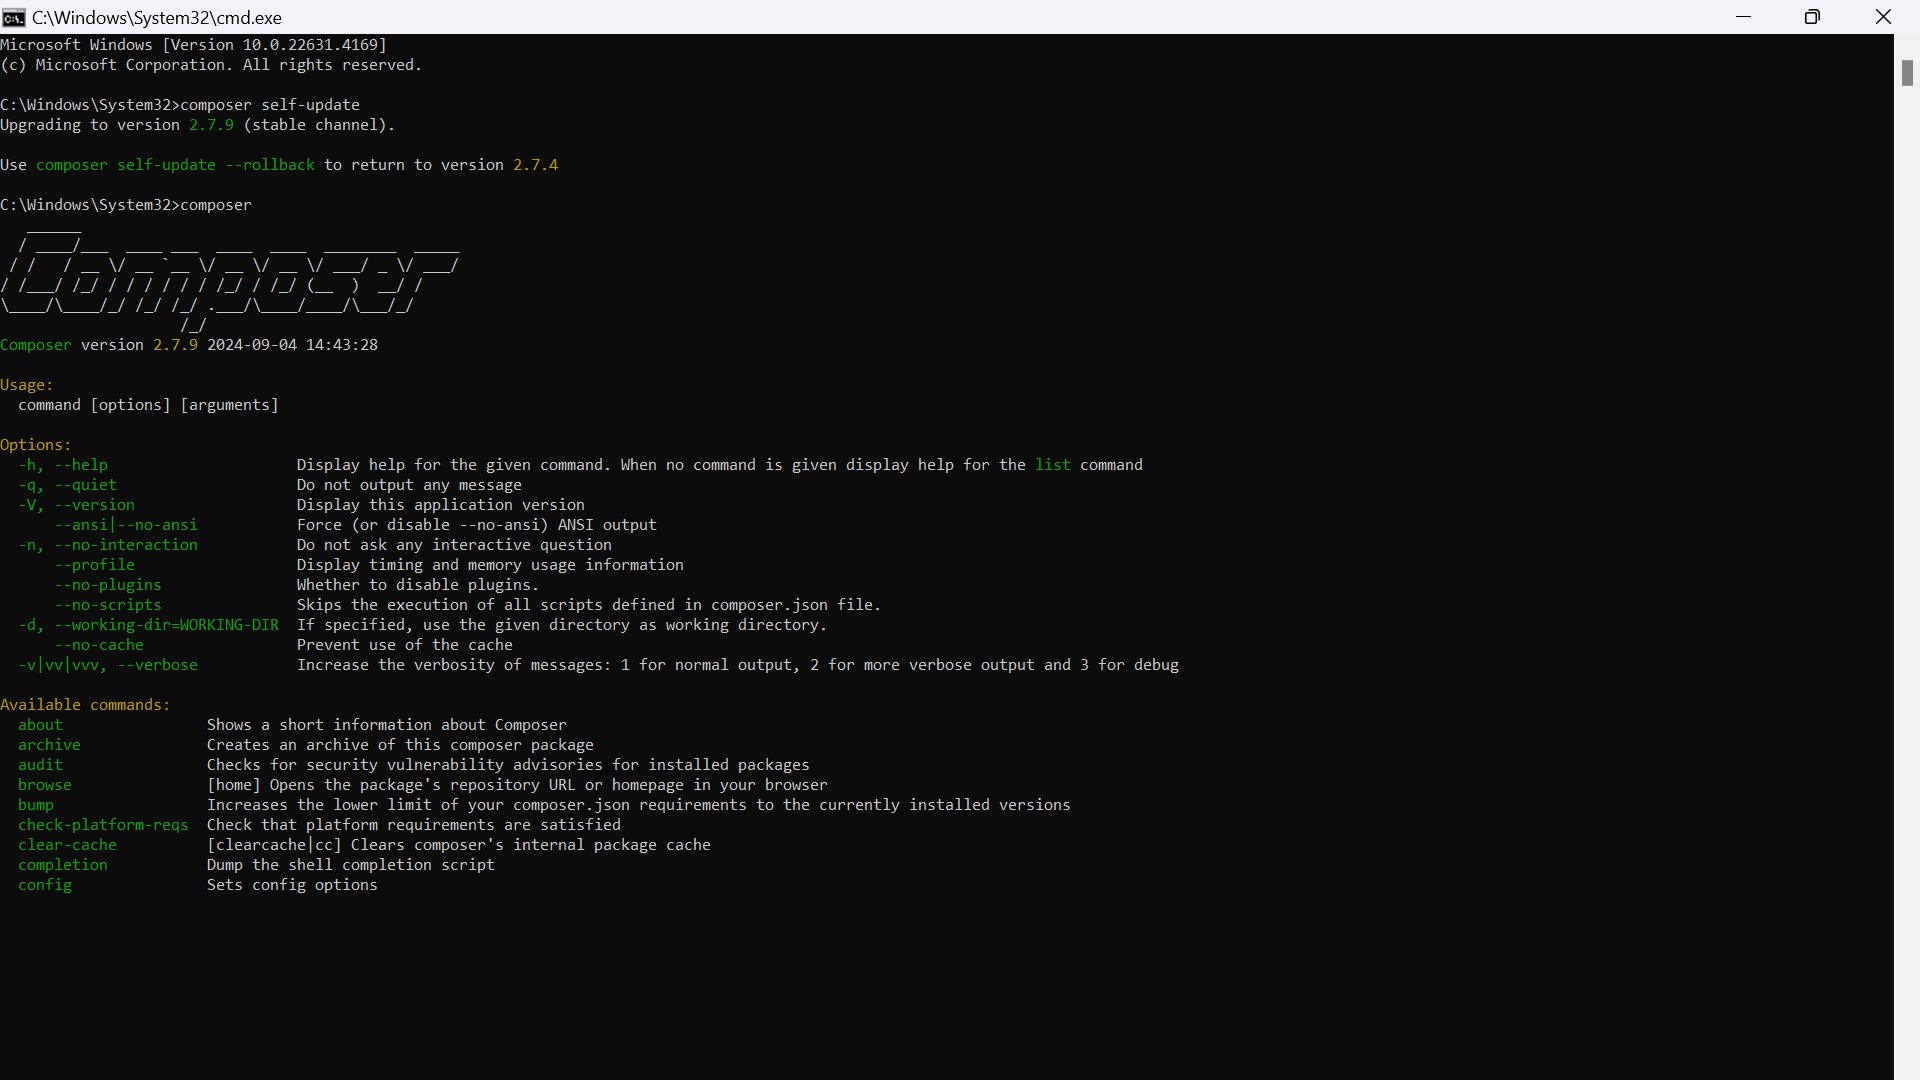 C:\Windows\System32\cmd.exe
Microsoft Windows [Version 10.0.22631.4169]
(c) Microsoft Corporation. All rights reserved.
C:\Windows\System32>composer self-update
Upgrading to version 2.7.9 (stable channel).
Use composer self-update --rollback to return to version 2.7.4
C:\Windows\System32>composer
Composer
Composer version 2.7.9 2024-09-04 14:43:28
Usage:
command [options] [arguments]
Options:
-h, --help Display help for the given command. When no command is given display help for the list command
-q, --quiet Do not output any message
-V, --version Display this application version
--ansi|--no-ansi Force (or disable --no-ansi) ANSI output
-n, --no-interaction Do not ask any interactive question
--profile Display timing and memory usage information
--no-plugins Whether to disable plugins.
--no-scripts Skips the execution of all scripts defined in composer.json file.
-d, --working-dir=WORKING-DIR If specified, use the given directory as working directory.
--no-cache Prevent use of the cache
-v|vv|vvv, --verbose Increase the verbosity of messages: 1 for normal output, 2 for more verbose output and 3 for debug
Available commands:
about Shows a short information about Composer
archive Creates an archive of this composer package
audit Checks for security vulnerability advisories for installed packages
browse [home] Opens the package's repository URL or homepage in your browser
bump Increases the lower limit of your composer.json requirements to the currently installed versions
check-platform-reqs Check that platform requirements are satisfied
clear-cache [clearcache|cc] Clears composer's internal package cache
completion Dump the shell completion script
config Sets config options